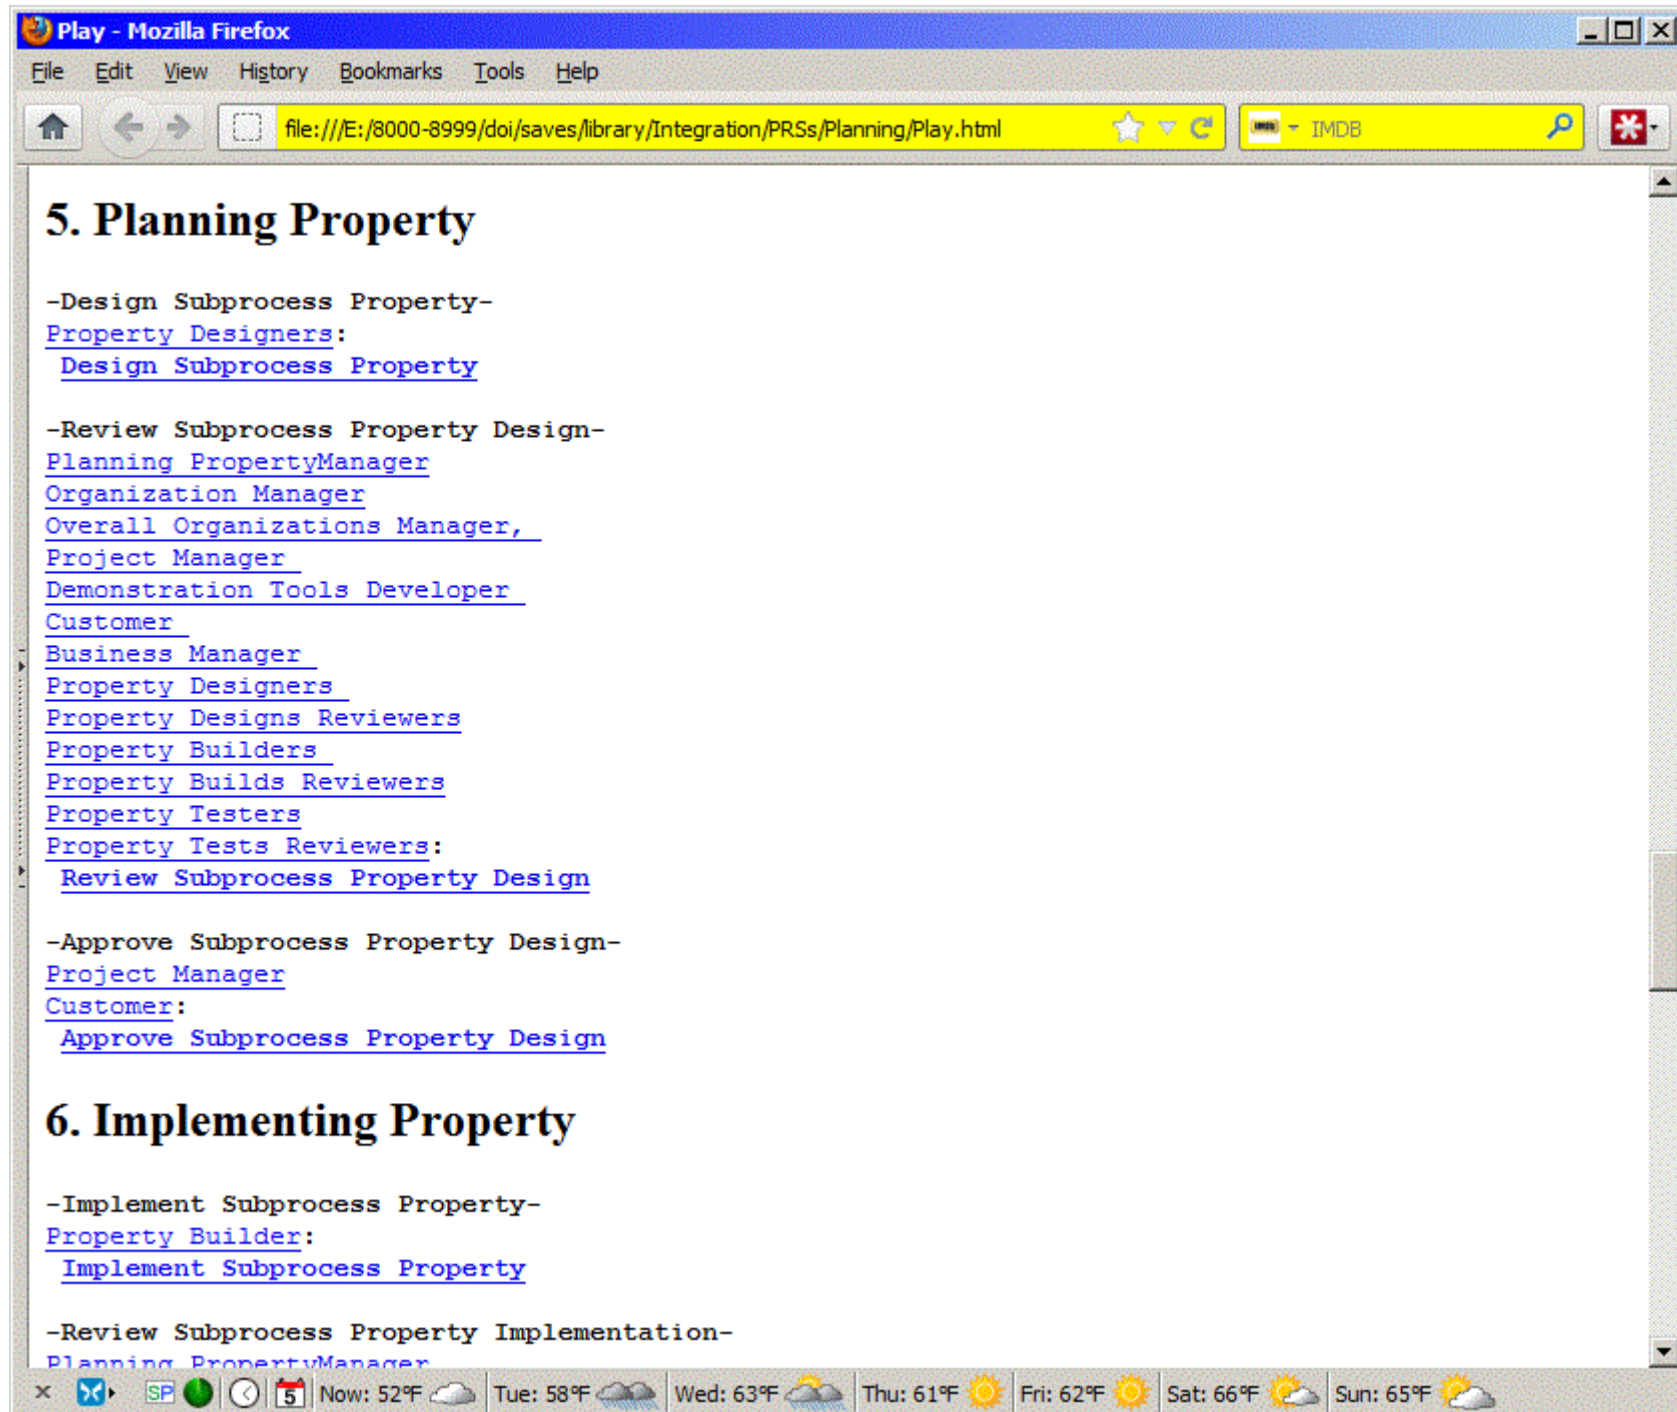 Play - Mozilla Firefox
File Edit View History Bookmarks Tools Help
file:///E:/8000-8999/doi/saves/library/Integration/PRSs/Planning/Play.html IMDB
5. Planning Property
-Design Subprocess Property-
Property Designers:
Design Subprocess Property
-Review Subprocess Property Design-
Planning PropertyManager
Organization Manager
Overall Organizations Manager,
Project Manager
Demonstration Tools Developer
Customer
Business Manager
Property Designers
Property Designs Reviewers
Property Builders
Property Builds Reviewers
Property Testers
Property Tests Reviewers:
Review Subprocess Property Design
-Approve Subprocess Property Design-
Project Manager
Customer:
Approve Subprocess Property Design
6. Implementing Property
-Implement Subprocess Property-
Property Builder:
Implement Subprocess Property
-Review Subprocess Property Implementation-
Planning PropertyManager
SP 5 Now: 52°F Tue: 58°F Wed: 63°F Thu: 61°F Fri: 62°F Sat: 66°F Sun: 65°F